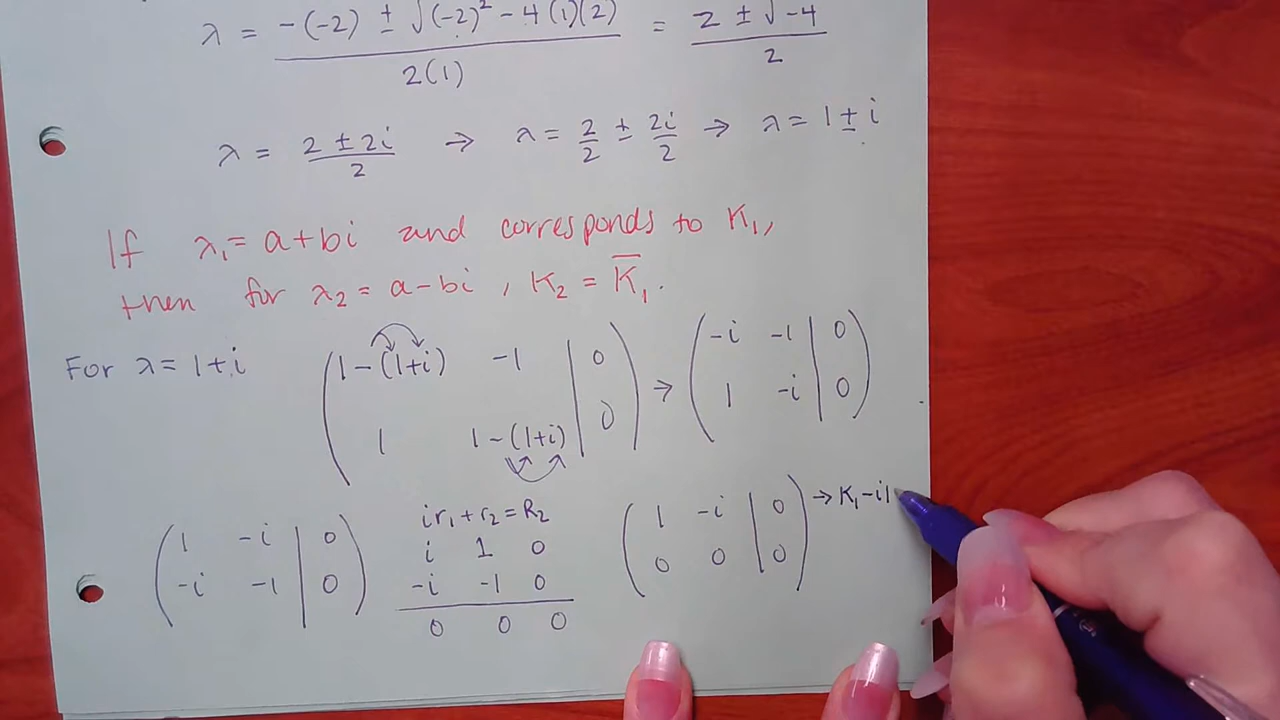 λ = -(-2) ± √(-2)² - 4(1)(2) / 2(1) = 2 ± √-4 / 2
λ = 2 ± 2i / 2 → λ = 2/2 ± 2i/2 → λ = 1 ± i
If λ₁ = a+bi and corresponds to K₁,
then for λ₂ = a-bi, K₂ = K̅₁.
For λ = 1+i ( 1-(1+i) -1 | 0 ) → ( -i -1 | 0 )
( 1 1-(1+i) | 0 ) ( 1 -i | 0 )
( 1 -i | 0 ) ir₁ + r₂ = R₂ ( 1 -i | 0 ) → K₁ - i
( -i -1 | 0 ) i 1 0 ( 0 0 | 0 )
-i -1 0
0 0 0